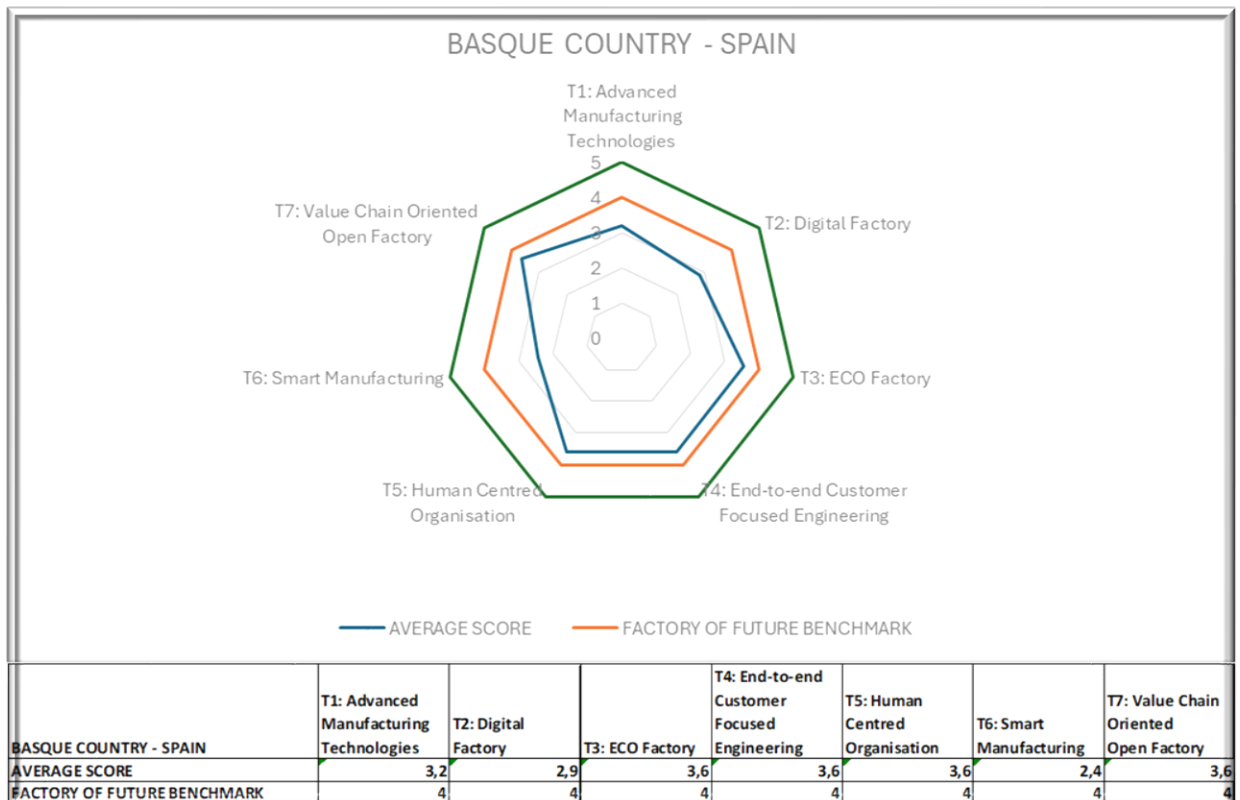 BASQUE COUNTRY - SPAIN
T1: Advanced
Manufacturing
Technologies
5
4
3
2
1
0
T2: Digital Factory
T3: ECO Factory
T4: End-to-end Customer
Focused Engineering
T5: Human Centred
Organisation
T6: Smart Manufacturing
T7: Value Chain Oriented
Open Factory
AVERAGE SCORE
FACTORY OF FUTURE BENCHMARK
BASQUE COUNTRY - SPAIN
T1: Advanced
Manufacturing
Technologies
T2: Digital
Factory
T3: ECO Factory
T4: End-to-end
Customer
Focused
Engineering
T5: Human
Centred
Organisation
T6: Smart
Manufacturing
T7: Value Chain
Oriented
Open Factory
AVERAGE SCORE 3,2 2,9 3,6 3,6 3,6 2,4 3,6
FACTORY OF FUTURE BENCHMARK 4 4 4 4 4 4 4